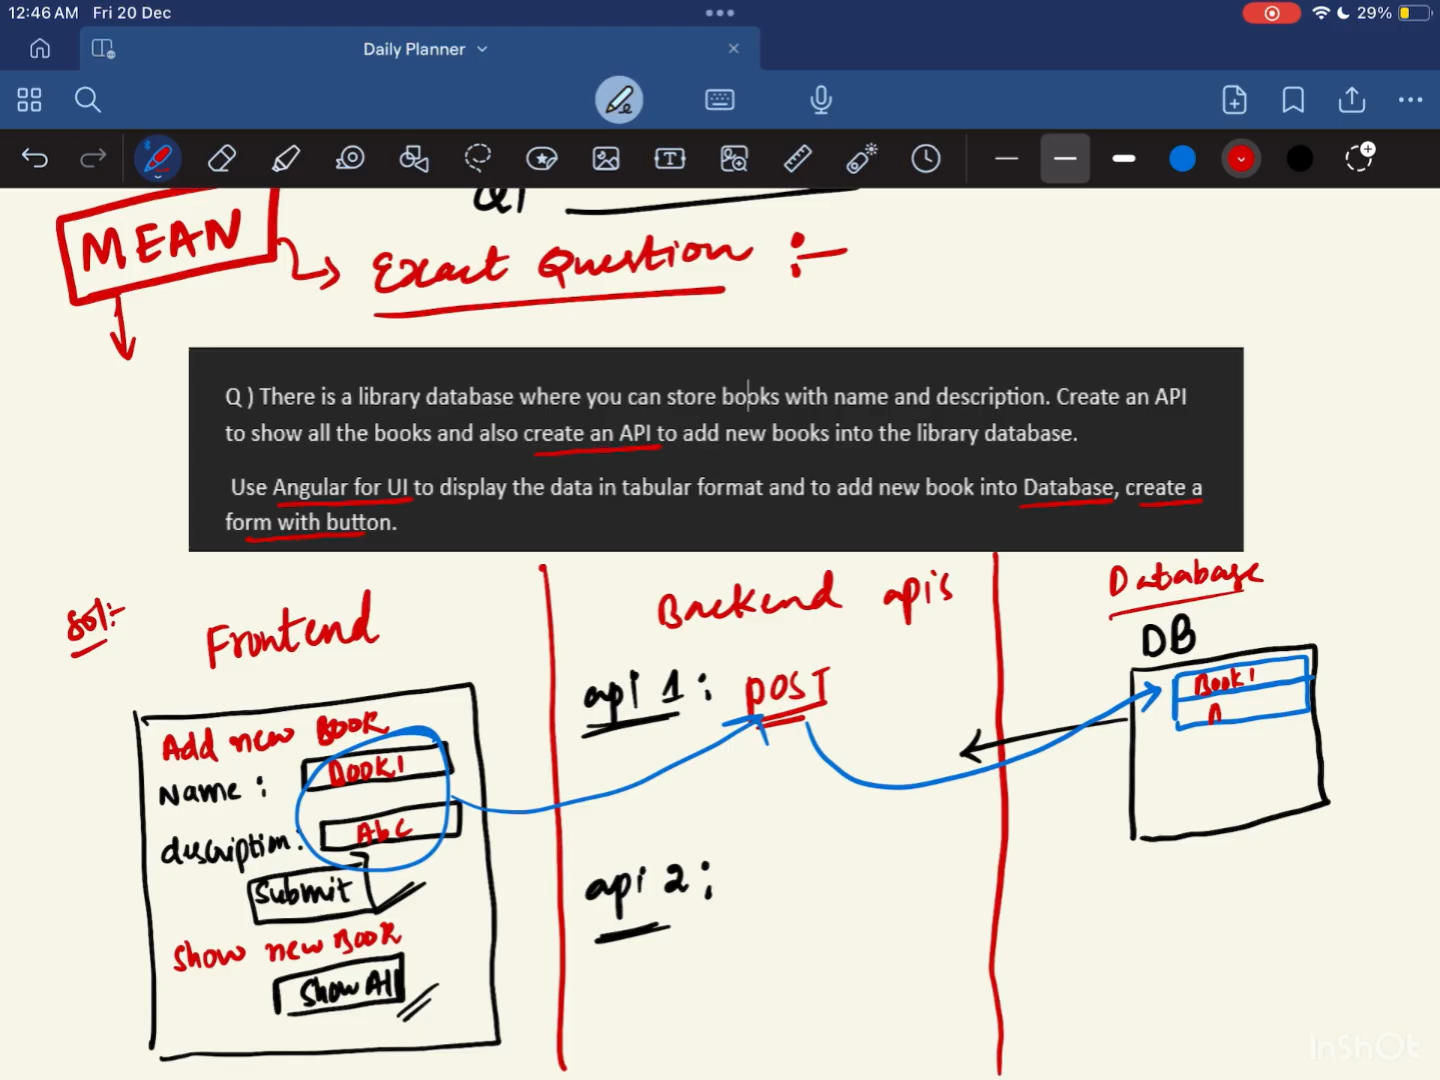 12:46 AM Fri 20 Dec
29%
Daily Planner
MEAN
Q1
Exact Question :-
Q ) There is a library database where you can store books with name and description. Create an API
to show all the books and also create an API to add new books into the library database.
Use Angular for UI to display the data in tabular format and to add new book into Database, create a
form with button.
Sol:-
Frontend
Backend apis
Database
DB
Add new Book
Name :
Book1
description:
Abc
Submit
Show new Book
Show All
api 1 :
POST
api 2 :
Book1
A
InShOt